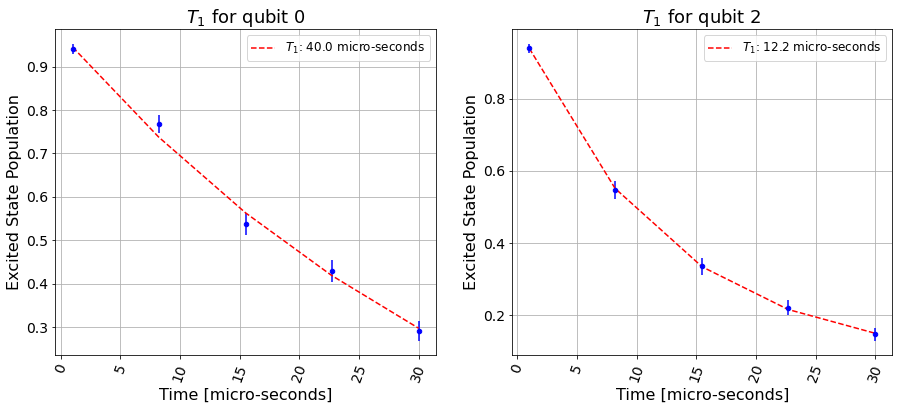 T₁ for qubit 0
T₁: 40.0 micro-seconds
Excited State Population
0.9
0.8
0.7
0.6
0.5
0.4
0.3
0 5 10 15 20 25 30
Time [micro-seconds]
T₁ for qubit 2
T₁: 12.2 micro-seconds
Excited State Population
0.8
0.6
0.4
0.2
0 5 10 15 20 25 30
Time [micro-seconds]